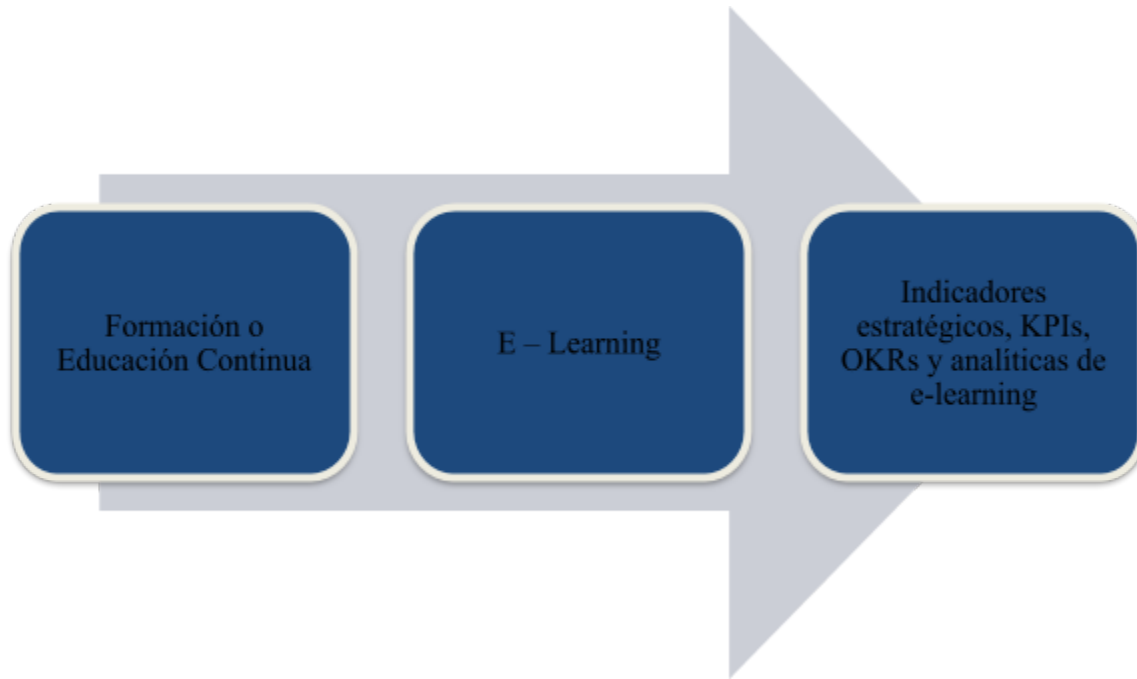 Formación o
Educación Continua
E – Learning
Indicadores
estratégicos, KPIs,
OKRs y analíticas de
e-learning